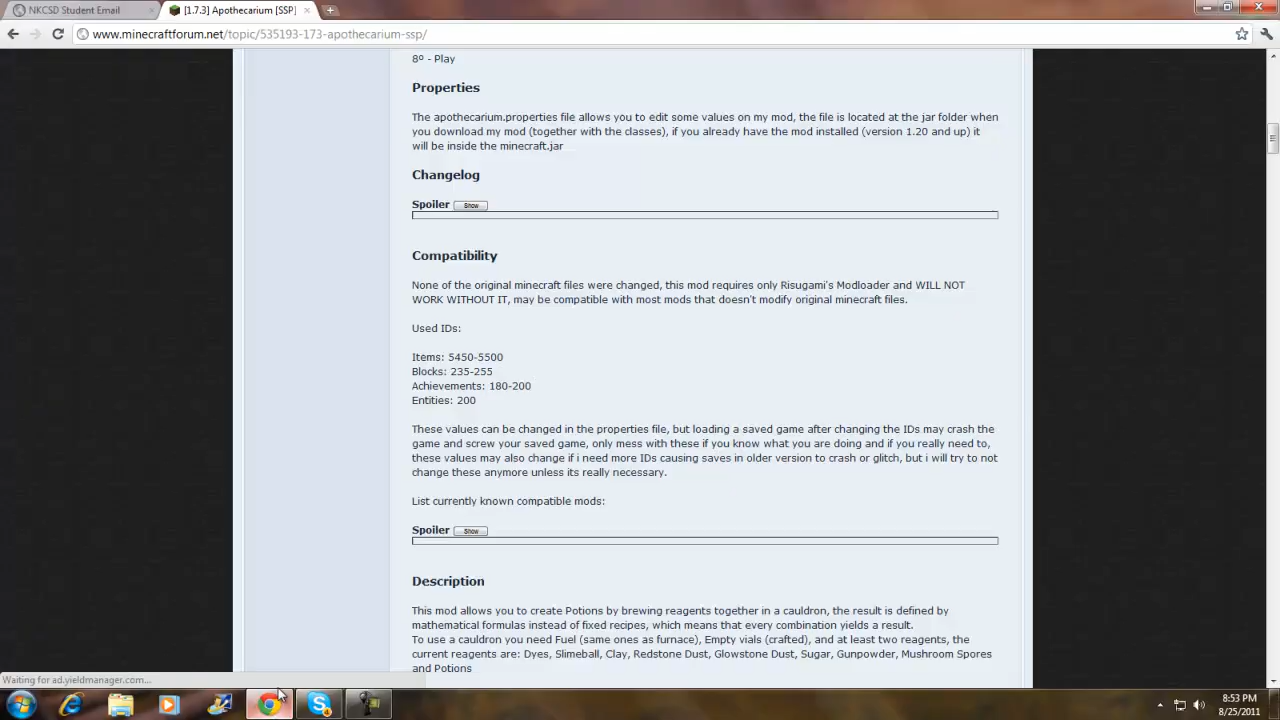 NKCSD Student Email
[1.7.3] Apothecarium [SSP]
www.minecraftforum.net/topic/535193-173-apothecarium-ssp/
8º - Play
Properties
The apothecarium.properties file allows you to edit some values on my mod, the file is located at the jar folder when
you download my mod (together with the classes), if you already have the mod installed (version 1.20 and up) it
will be inside the minecraft.jar
Changelog
Spoiler Show
Compatibility
None of the original minecraft files were changed, this mod requires only Risugami's Modloader and WILL NOT
WORK WITHOUT IT, may be compatible with most mods that doesn't modify original minecraft files.
Used IDs:
Items: 5450-5500
Blocks: 235-255
Achievements: 180-200
Entities: 200
These values can be changed in the properties file, but loading a saved game after changing the IDs may crash the
game and screw your saved game, only mess with these if you know what you are doing and if you really need to,
these values may also change if i need more IDs causing saves in older version to crash or glitch, but i will try to not
change these anymore unless its really necessary.
List currently known compatible mods:
Spoiler Show
Description
This mod allows you to create Potions by brewing reagents together in a cauldron, the result is defined by
mathematical formulas instead of fixed recipes, which means that every combination yields a result.
To use a cauldron you need Fuel (same ones as furnace), Empty vials (crafted), and at least two reagents, the
current reagents are: Dyes, Slimeball, Clay, Redstone Dust, Glowstone Dust, Sugar, Gunpowder, Mushroom Spores
and Potions
Waiting for ad.yieldmanager.com...
8:53 PM
8/25/2011